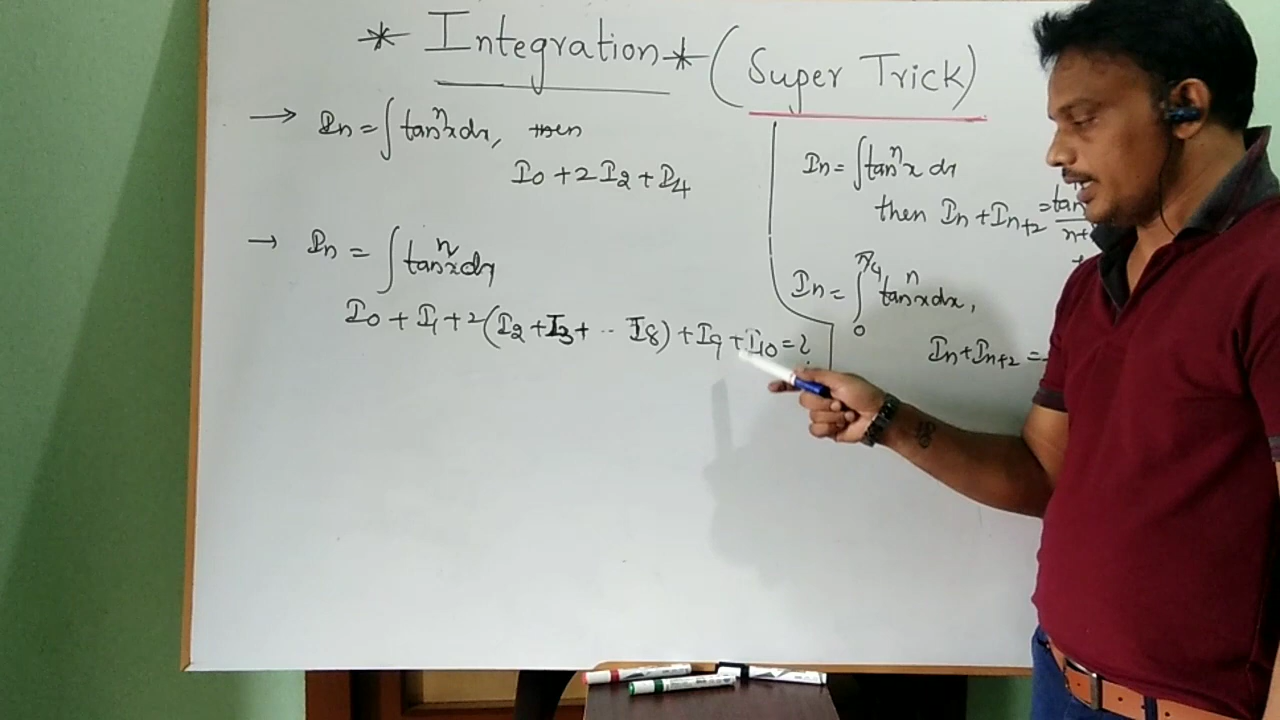 * Integration * (Super Trick)
→ In = ∫ tanⁿx dx, then
I0 + 2I2 + I4
→ In = ∫ tanⁿx dx
I0 + I1 + 2(I2 + I3 + .. I8) + I9 + I10 = ?
In = ∫ tanⁿx dx
then In + In+2 = tan
n+
In = ∫₀^π/4 tanⁿx dx,
In + In+2 =